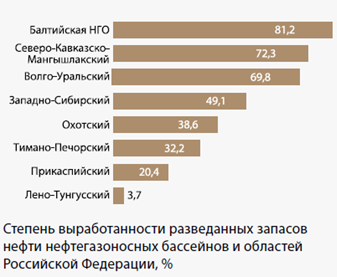 Балтийская НГО 81,2
Северо-Кавказско-
Мангышлакский 72,3
Волго-Уральский 69,8
Западно-Сибирский 49,1
Охотский 38,6
Тимано-Печорский 32,2
Прикаспийский 20,4
Лено-Тунгусский 3,7
Степень выработанности разведанных запасов
нефти нефтегазоносных бассейнов и областей
Российской Федерации, %